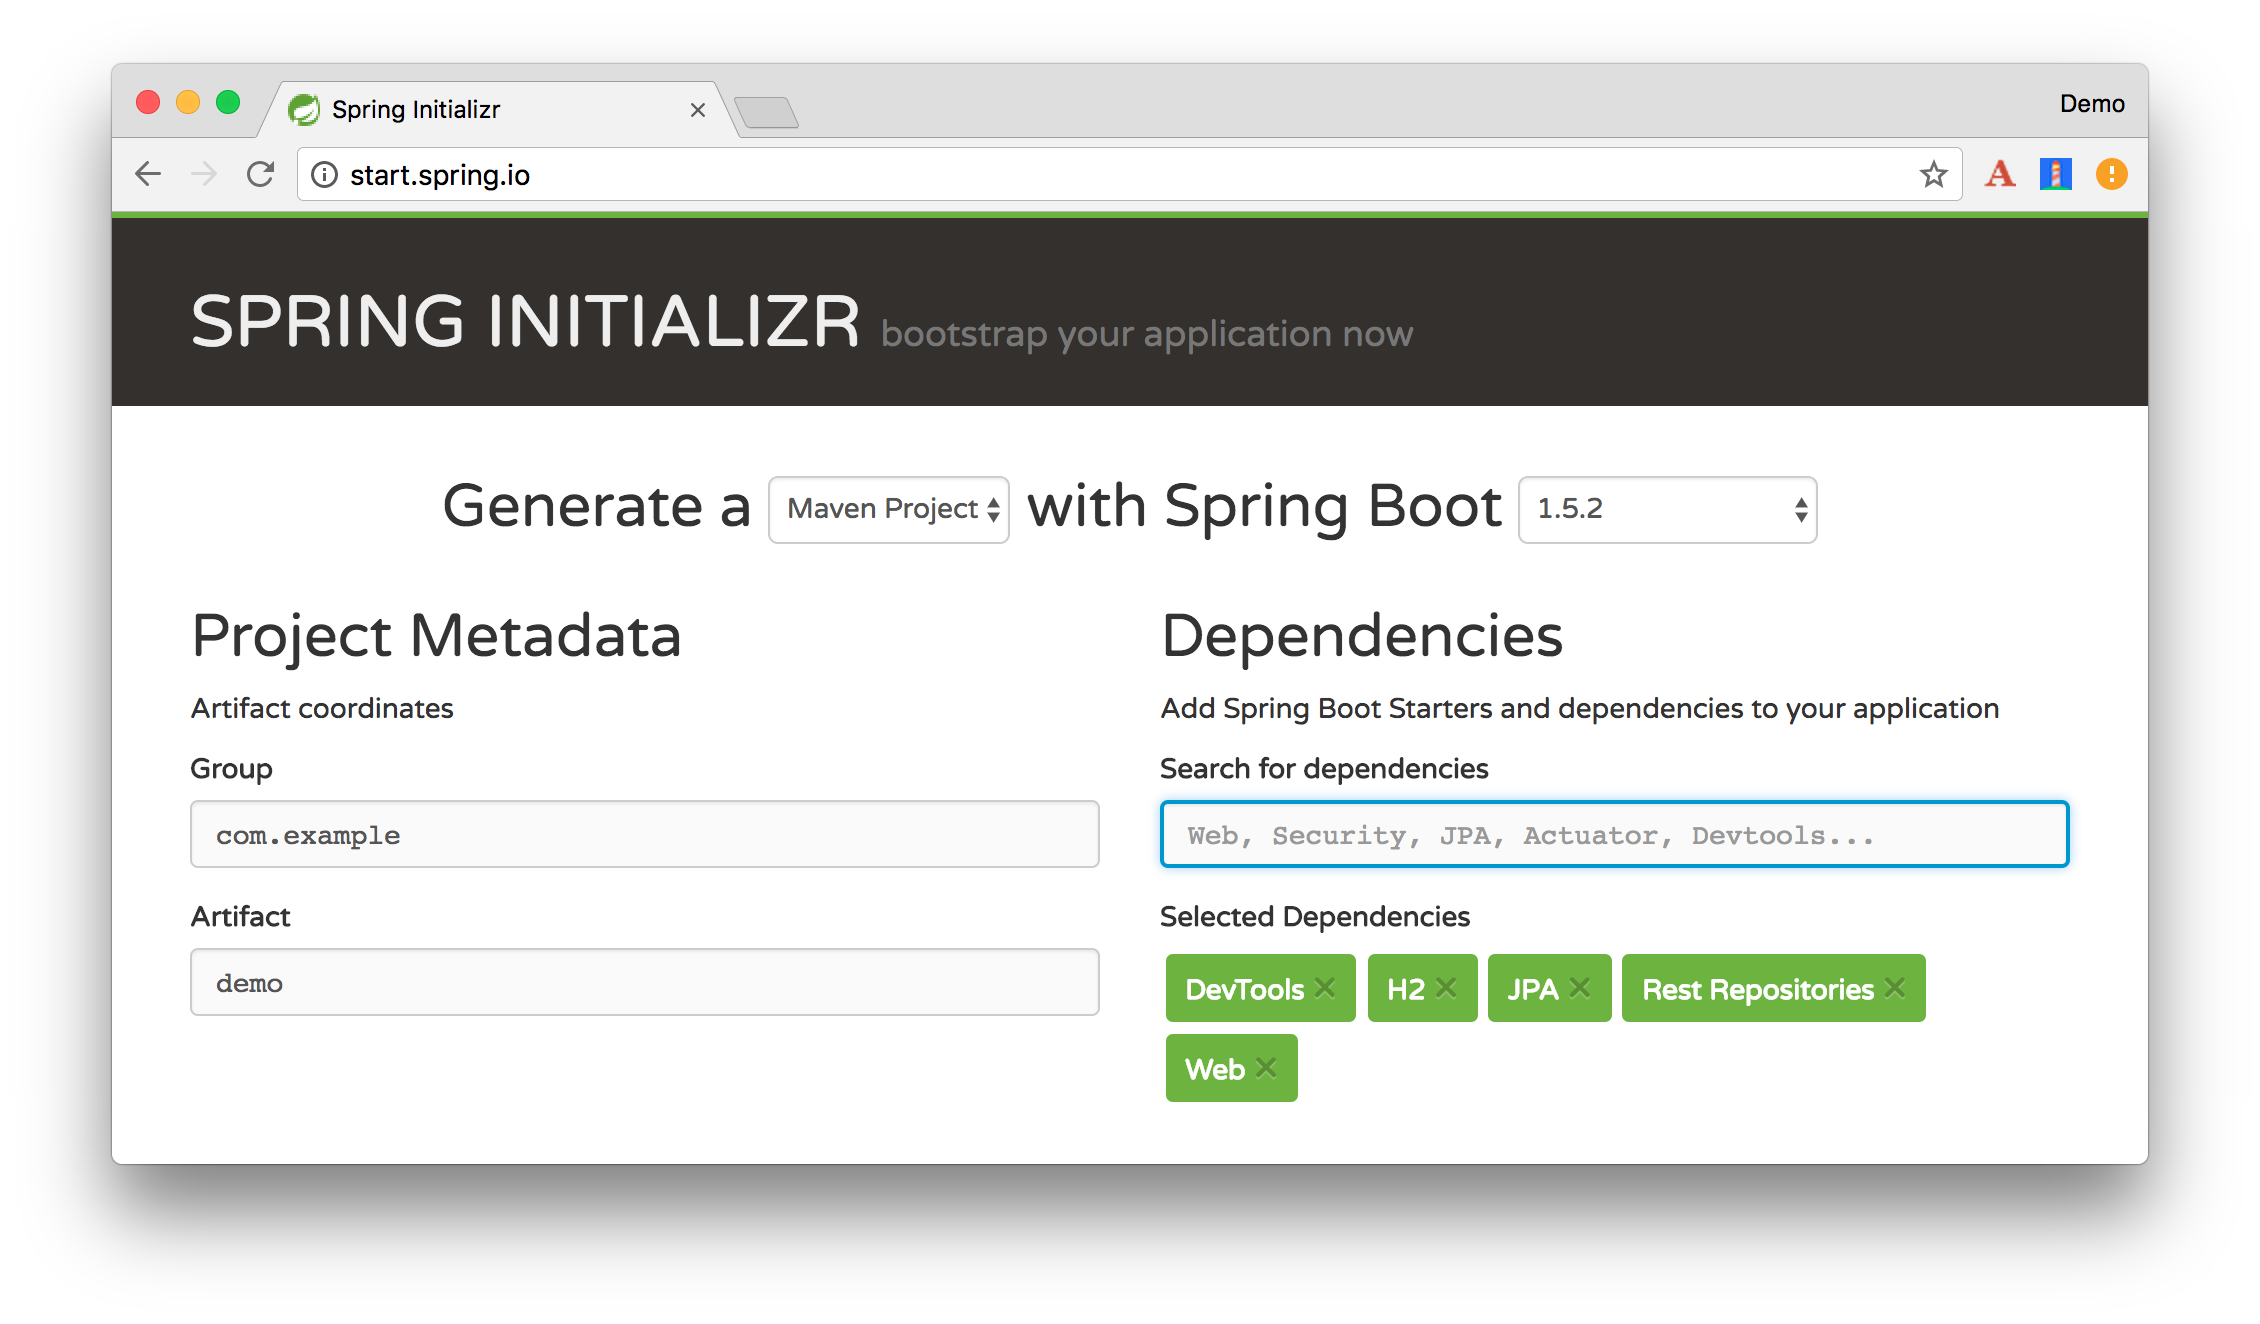 Spring Initializr
Demo
start.spring.io
SPRING INITIALIZR bootstrap your application now
Generate a Maven Project with Spring Boot 1.5.2
Project Metadata
Artifact coordinates
Group
com.example
Artifact
demo
Dependencies
Add Spring Boot Starters and dependencies to your application
Search for dependencies
Web, Security, JPA, Actuator, Devtools...
Selected Dependencies
DevTools H2 JPA Rest Repositories
Web